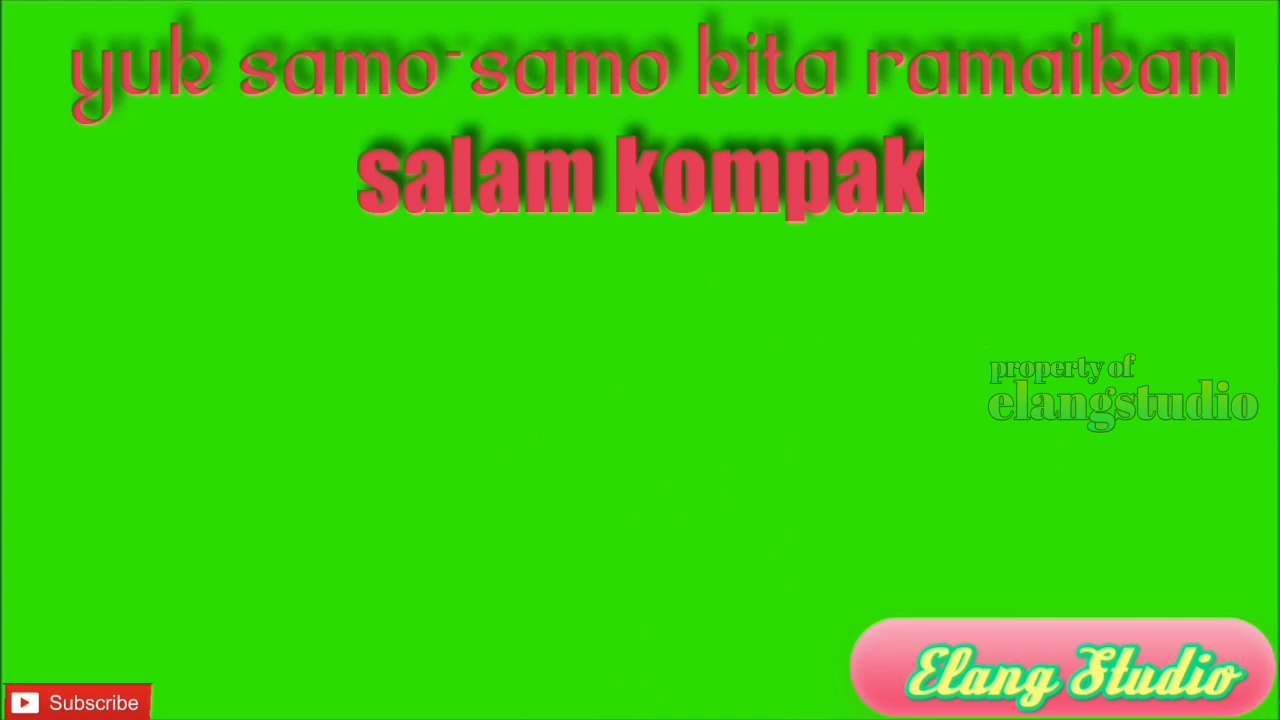 yuk samo-samo kita ramaikan
salam kompak
property of
elangstudio
Elang Studio
Subscribe